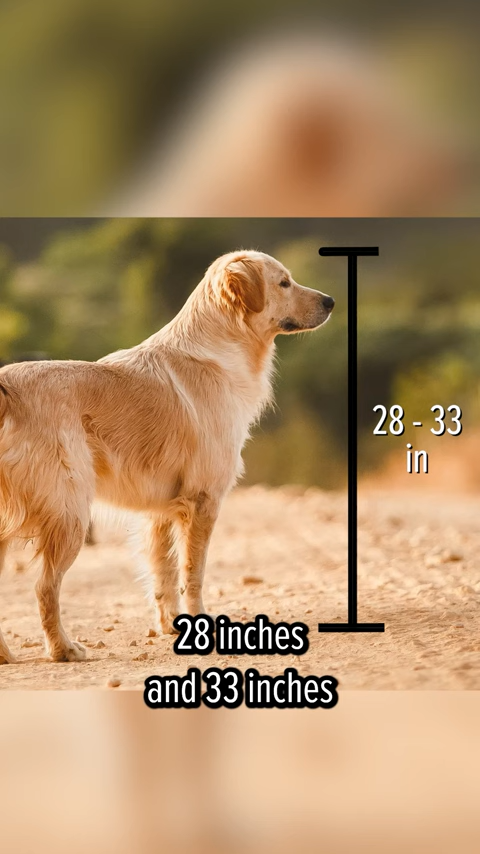 28 - 33
in
28 inches
and 33 inches